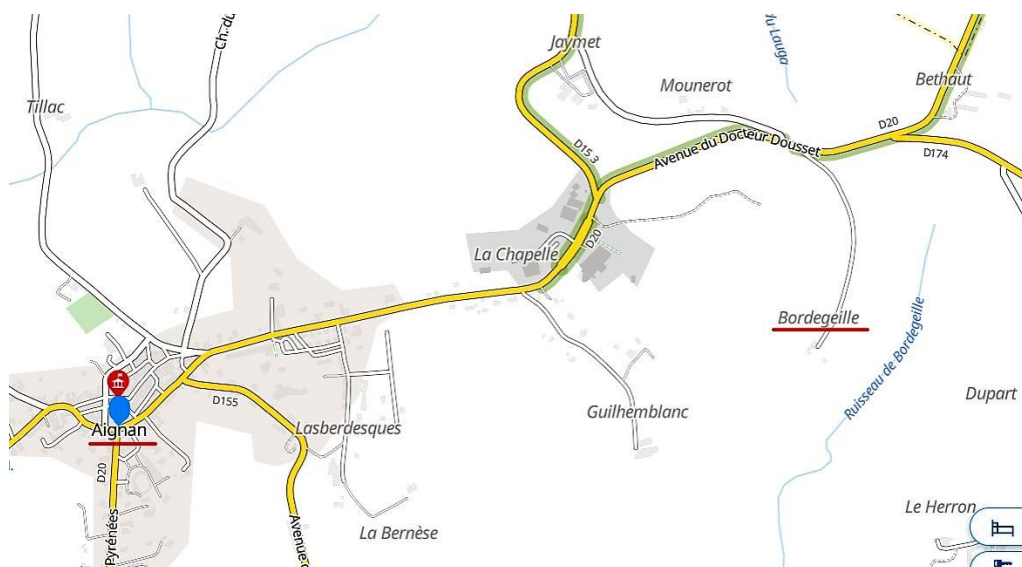 Jaymet
du Lauga
Ch. du
Tillac
Mounerot
Bethaut
D20
Avenue du Docteur Dousset
D15 3
D174
D20
La Chapelle
Bordegeille
Ruisseau de Bordegeille
Dupart
D155
Guilhemblanc
Aignan
Lasberdesques
D20
Pyrénées
Avenue
La Bernèse
Le Herron